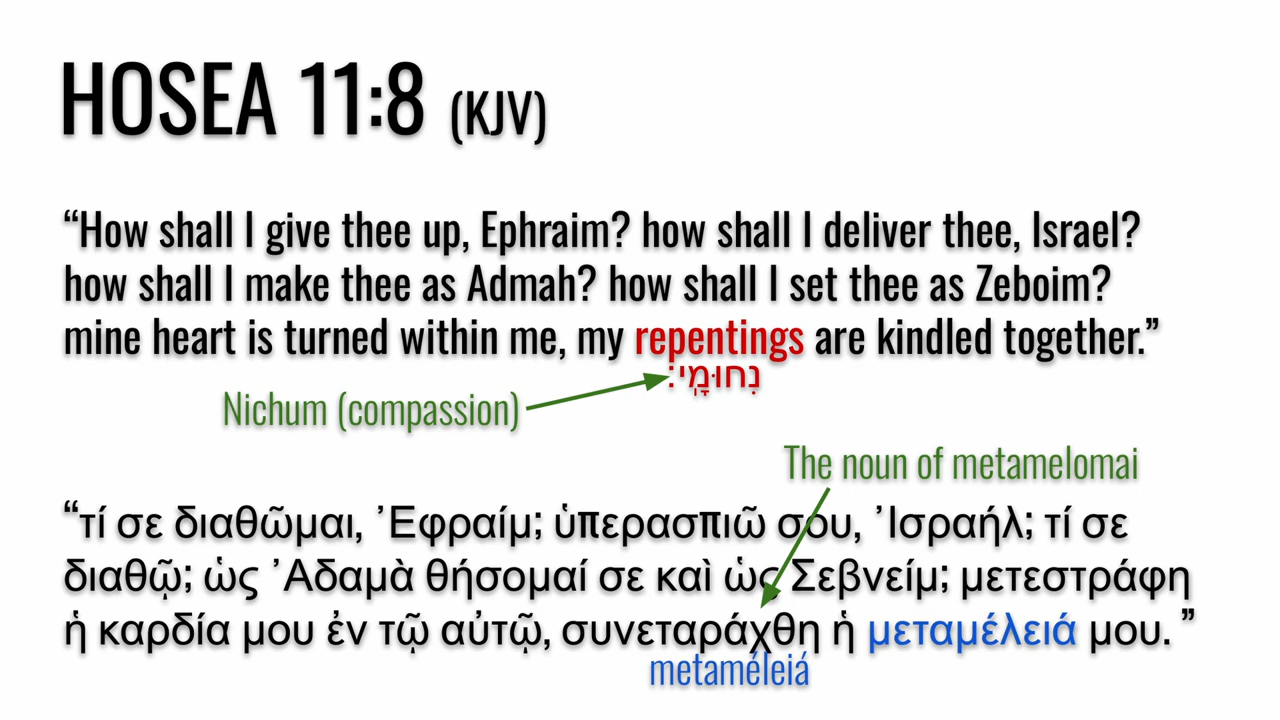 HOSEA 11:8 (KJV)
“How shall I give thee up, Ephraim? how shall I deliver thee, Israel?
how shall I make thee as Admah? how shall I set thee as Zeboim?
mine heart is turned within me, my repentings are kindled together.”
נִחוּמָֽי׃
Nichum (compassion)
The noun of metamelomai
“τί σε διαθῶμαι, ᾿Εφραίμ; ὑπερασπιῶ σου, ᾿Ισραήλ; τί σε
διαθῷ; ὡς ᾿Αδαμὰ θήσομαί σε καὶ ὡς Σεβνείμ; μετεστράφη
ἡ καρδία μου ἐν τῷ αὐτῷ, συνεταράχθη ἡ μεταμέλειά μου. ”
metaméleiá